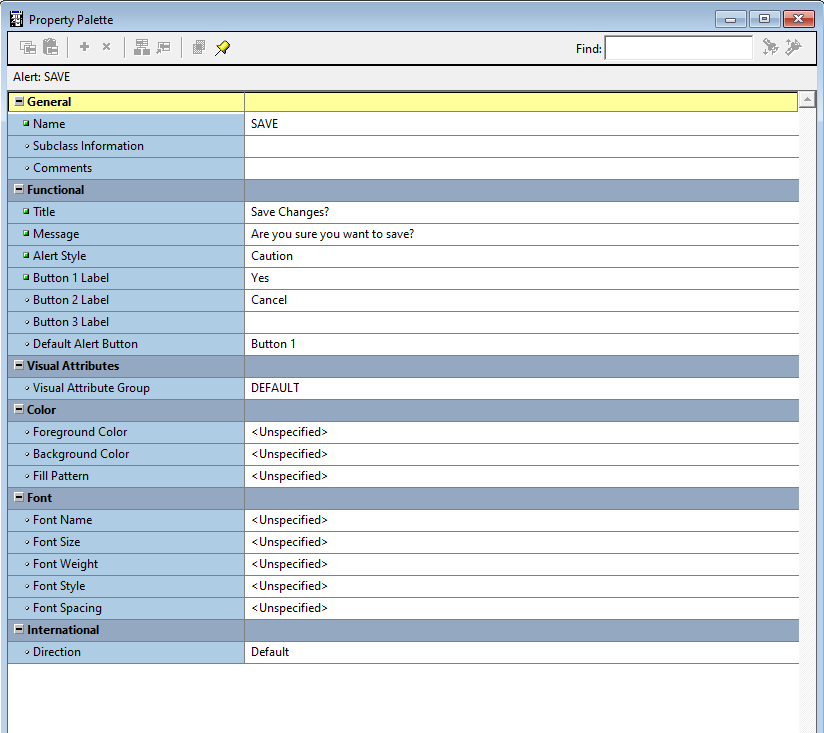 Property Palette
Find:
Alert: SAVE
General
Name SAVE
Subclass Information
Comments
Functional
Title Save Changes?
Message Are you sure you want to save?
Alert Style Caution
Button 1 Label Yes
Button 2 Label Cancel
Button 3 Label
Default Alert Button Button 1
Visual Attributes
Visual Attribute Group DEFAULT
Color
Foreground Color <Unspecified>
Background Color <Unspecified>
Fill Pattern <Unspecified>
Font
Font Name <Unspecified>
Font Size <Unspecified>
Font Weight <Unspecified>
Font Style <Unspecified>
Font Spacing <Unspecified>
International
Direction Default